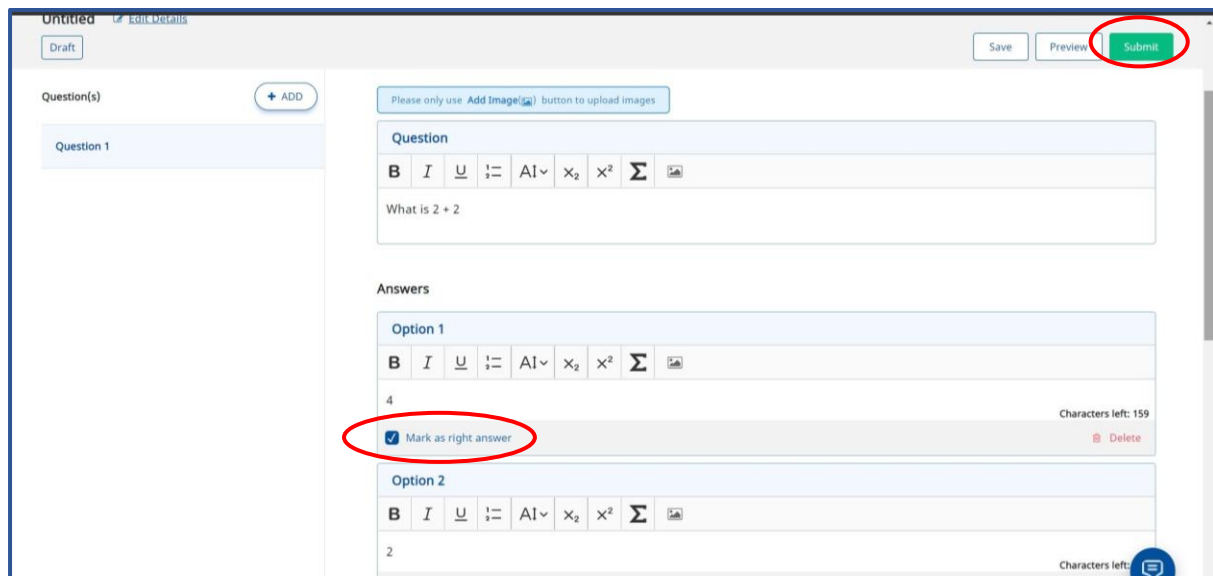 Untitled Edit Details
Draft
Save Preview Submit
Question(s) + ADD
Question 1
Please only use Add Image() button to upload images
Question
B I U AI x₂ x² Σ
What is 2 + 2
Answers
Option 1
B I U AI x₂ x² Σ
4
Characters left: 159
Mark as right answer
Delete
Option 2
B I U AI x₂ x² Σ
2
Characters left: